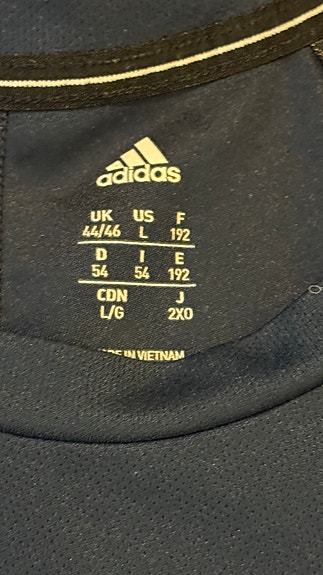 adidas
UK US F
44/46 L 192
D I E
54 54 192
CDN J
L/G 2XO
IN VIETNAM